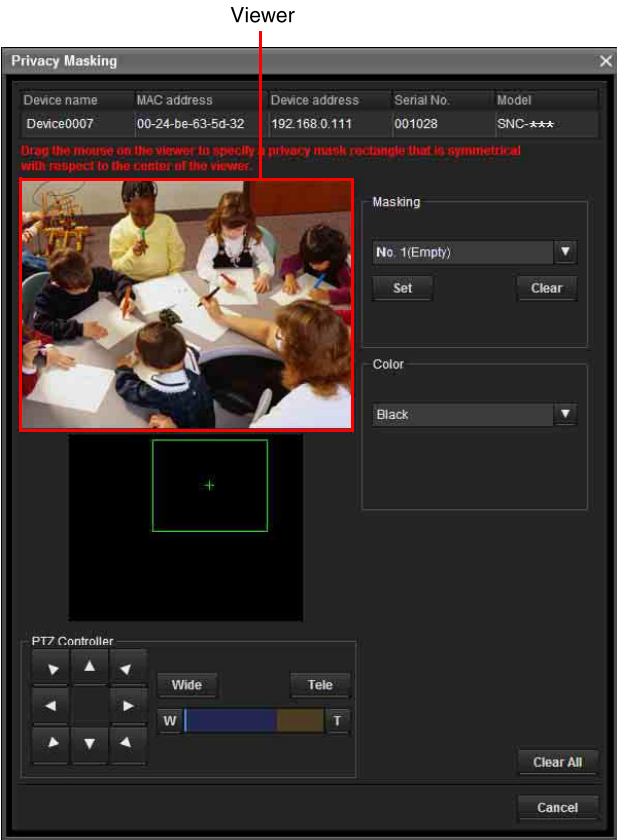 Viewer
Privacy Masking
Device name MAC address Device address Serial No. Model
Device0007 00-24-be-63-5d-32 192.168.0.111 001028 SNC-***
Drag the mouse on the viewer to specify a privacy mask rectangle that is symmetrical
with respect to the center of the viewer.
Masking
No. 1(Empty)
Set Clear
Color
Black
PTZ Controller
Wide Tele
W T
Clear All
Cancel